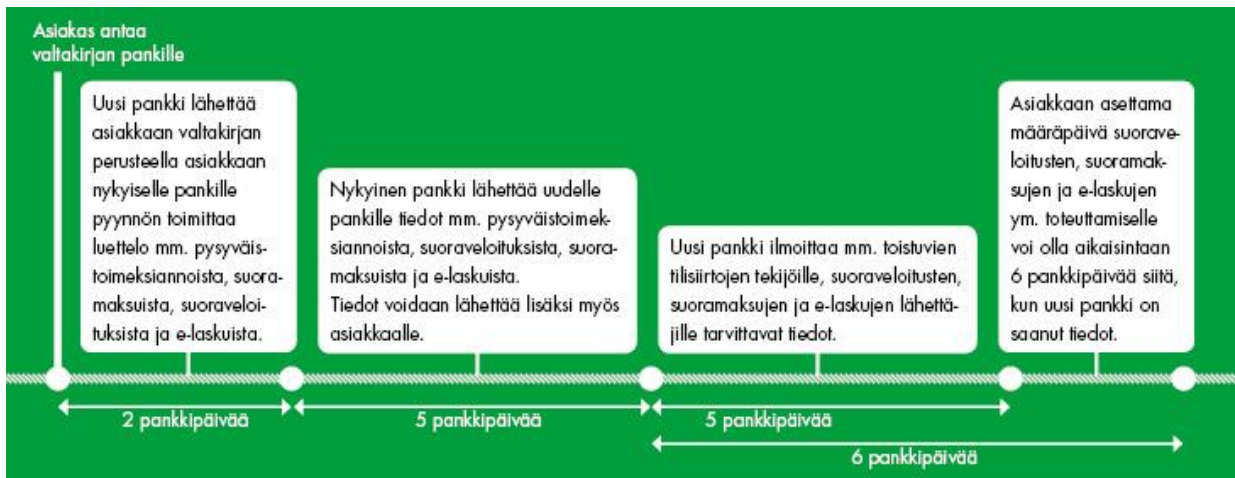 Asiakas antaa
valtakirjan pankille
Uusi pankki lähettää
asiakkaan valtakirjan
perusteella asiakkaan
nykyiselle pankille
pyynnön toimittaa
luettelo mm. pysyväis-
toimeksiannoista, suora-
maksuista, suoraveloi-
tuksista ja e-laskuista.
Nykyinen pankki lähettää uudelle
pankille tiedot mm. pysyväistoimek-
siannoista, suoraveloituksista, suora-
maksuista ja e-laskuista.
Tiedot voidaan lähettää lisäksi myös
asiakkaalle.
Uusi pankki ilmoittaa mm. toistuvien
tilisiirtojen tekijöille, suoraveloitusten,
suoramaksujen ja e-laskujen lähettä-
jille tarvittavat tiedot.
Asiakkaan asettama
määräpäivä suorave-
loitusten, suoramak-
sujen ja e-laskujen
ym. toteuttamiselle
voi olla aikaisintaan
6 pankkipäivää siitä,
kun uusi pankki on
saanut tiedot.
2 pankkipäivää
5 pankkipäivää
5 pankkipäivää
6 pankkipäivää